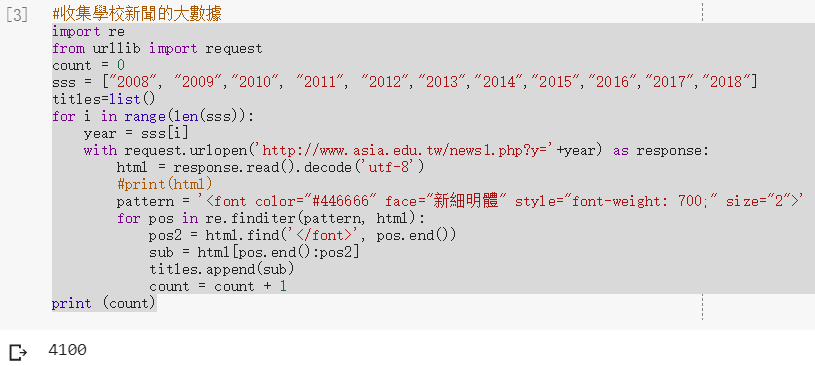 [3] #收集學校新聞的大數據
import re
from urllib import request
count = 0
sss = ["2008", "2009","2010", "2011", "2012","2013","2014","2015","2016","2017","2018"]
titles=list()
for i in range(len(sss)):
    year = sss[i]
    with request.urlopen('http://www.asia.edu.tw/news1.php?y='+year) as response:
        html = response.read().decode('utf-8')
        #print(html)
        pattern = '<font color="#446666" face="新細明體" style="font-weight: 700;" size="2">'
        for pos in re.finditer(pattern, html):
            pos2 = html.find('</font>', pos.end())
            sub = html[pos.end():pos2]
            titles.append(sub)
            count = count + 1
print (count)
4100